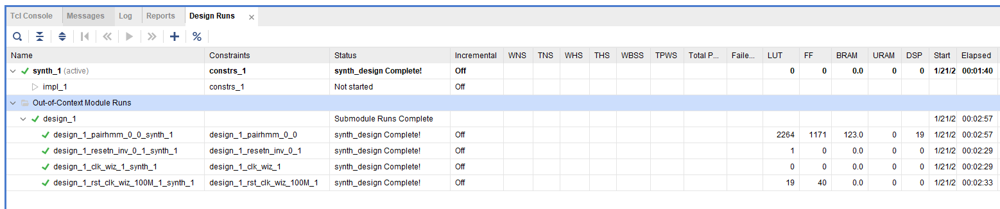 Tcl Console Messages Log Reports Design Runs ×
Name Constraints Status Incremental WNS TNS WHS THS WBSS TPWS Total P... Faile... LUT FF BRAM URAM DSP Start Elapsed
synth_1 (active) constrs_1 synth_design Complete! Off 0 0 0.0 0 0 1/21/2 00:01:40
impl_1 constrs_1 Not started Off
Out-of-Context Module Runs
design_1 Submodule Runs Complete 1/21/2 00:02:57
design_1_pairhmm_0_0_synth_1 design_1_pairhmm_0_0 synth_design Complete! Off 2264 1171 123.0 0 19 1/21/2 00:02:57
design_1_resetn_inv_0_1_synth_1 design_1_resetn_inv_0_1 synth_design Complete! Off 1 0 0.0 0 0 1/21/2 00:02:29
design_1_clk_wiz_1_synth_1 design_1_clk_wiz_1 synth_design Complete! Off 0 0 0.0 0 0 1/21/2 00:02:29
design_1_rst_clk_wiz_100M_1_synth_1 design_1_rst_clk_wiz_100M_1 synth_design Complete! Off 19 40 0.0 0 0 1/21/2 00:02:33